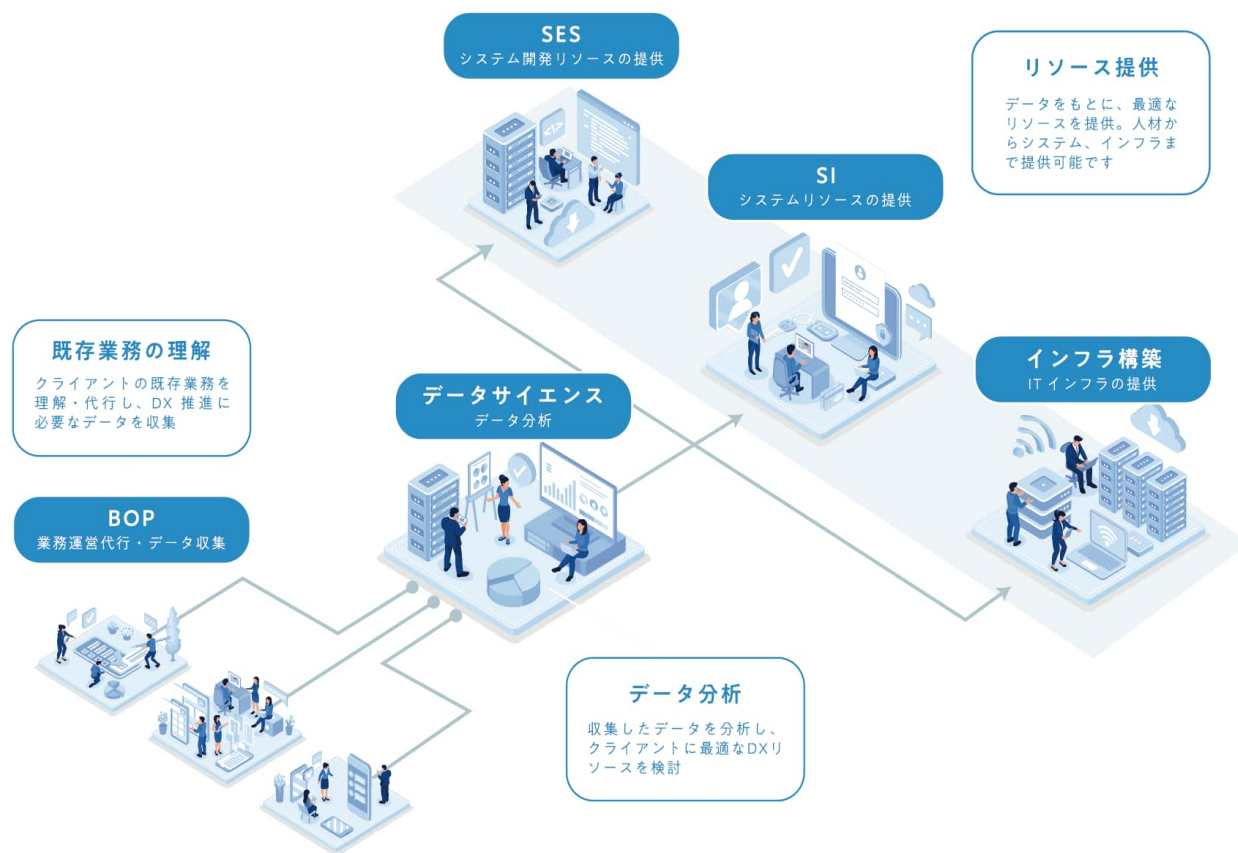 SES
システム開発リソースの提供
リソース提供
データをもとに、最適な
リソースを提供。人材か
らシステム、インフラま
で提供可能です
SI
システムリソースの提供
既存業務の理解
クライアントの既存業務を
理解・代行し、DX 推進に
必要なデータを収集
インフラ構築
IT インフラの提供
データサイエンス
データ分析
BOP
業務運営代行・データ収集
データ分析
収集したデータを分析し、
クライアントに最適なDXリ
ソースを検討